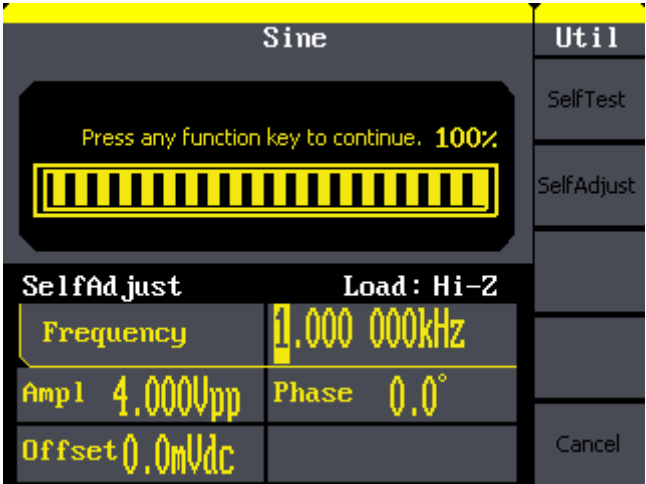 Sine
Util
SelfTest
Press any function key to continue. 100%
SelfAdjust
SelfAdjust Load: Hi-Z
Frequency 1.000 000kHz
Ampl 4.000Vpp Phase 0.0°
Offset 0.0mVdc
Cancel